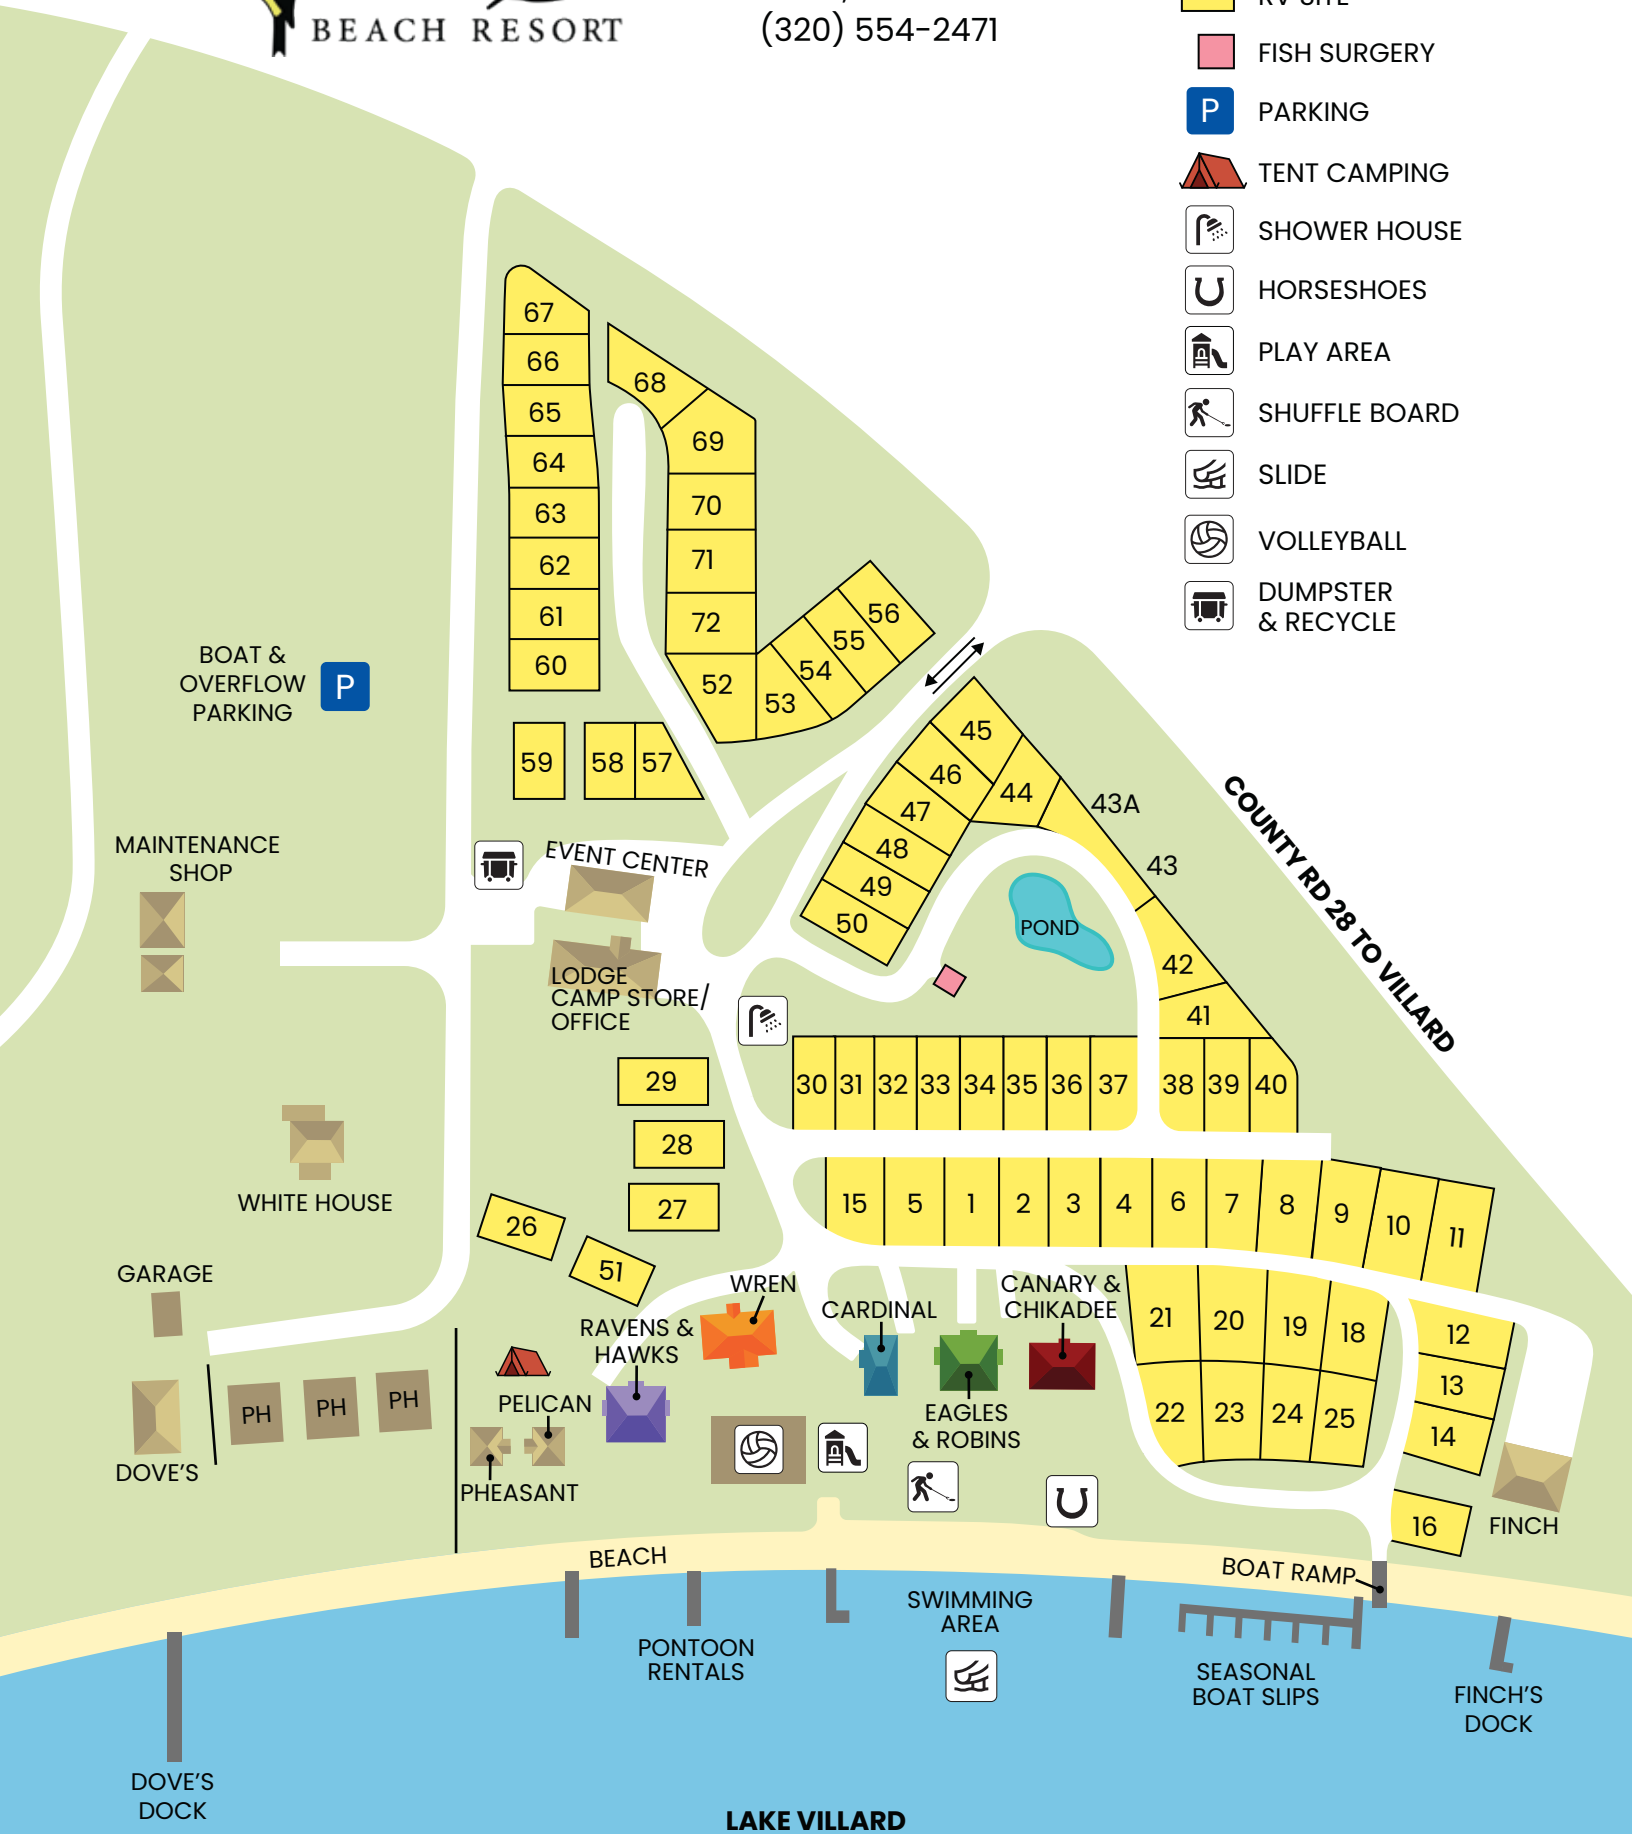 BEACH RESORT
(320) 554-2471
RV SITE
FISH SURGERY
P
PARKING
TENT CAMPING
SHOWER HOUSE
HORSESHOES
PLAY AREA
SHUFFLE BOARD
SLIDE
VOLLEYBALL
DUMPSTER
& RECYCLE
67
66
65
64
63
62
61
60
68
69
70
71
72
52
53
54
55
56
59
58
57
BOAT &
OVERFLOW
PARKING
P
45
46
44
47
48
49
50
43A
43
42
41
COUNTY RD 28 TO VILLARD
MAINTENANCE
SHOP
EVENT CENTER
POND
LODGE
CAMP STORE/
OFFICE
30
31
32
33
34
35
36
37
38
39
40
29
28
27
26
51
WHITE HOUSE
15
5
1
2
3
4
6
7
8
9
10
11
GARAGE
WREN
RAVENS &
HAWKS
CARDINAL
CANARY &
CHIKADEE
21
20
19
18
12
13
14
22
23
24
25
16
PH
PH
PH
DOVE'S
PELICAN
PHEASANT
EAGLES
& ROBINS
FINCH
BEACH
BOAT RAMP
PONTOON
RENTALS
SWIMMING
AREA
SEASONAL
BOAT SLIPS
FINCH'S
DOCK
DOVE'S
DOCK
LAKE VILLARD